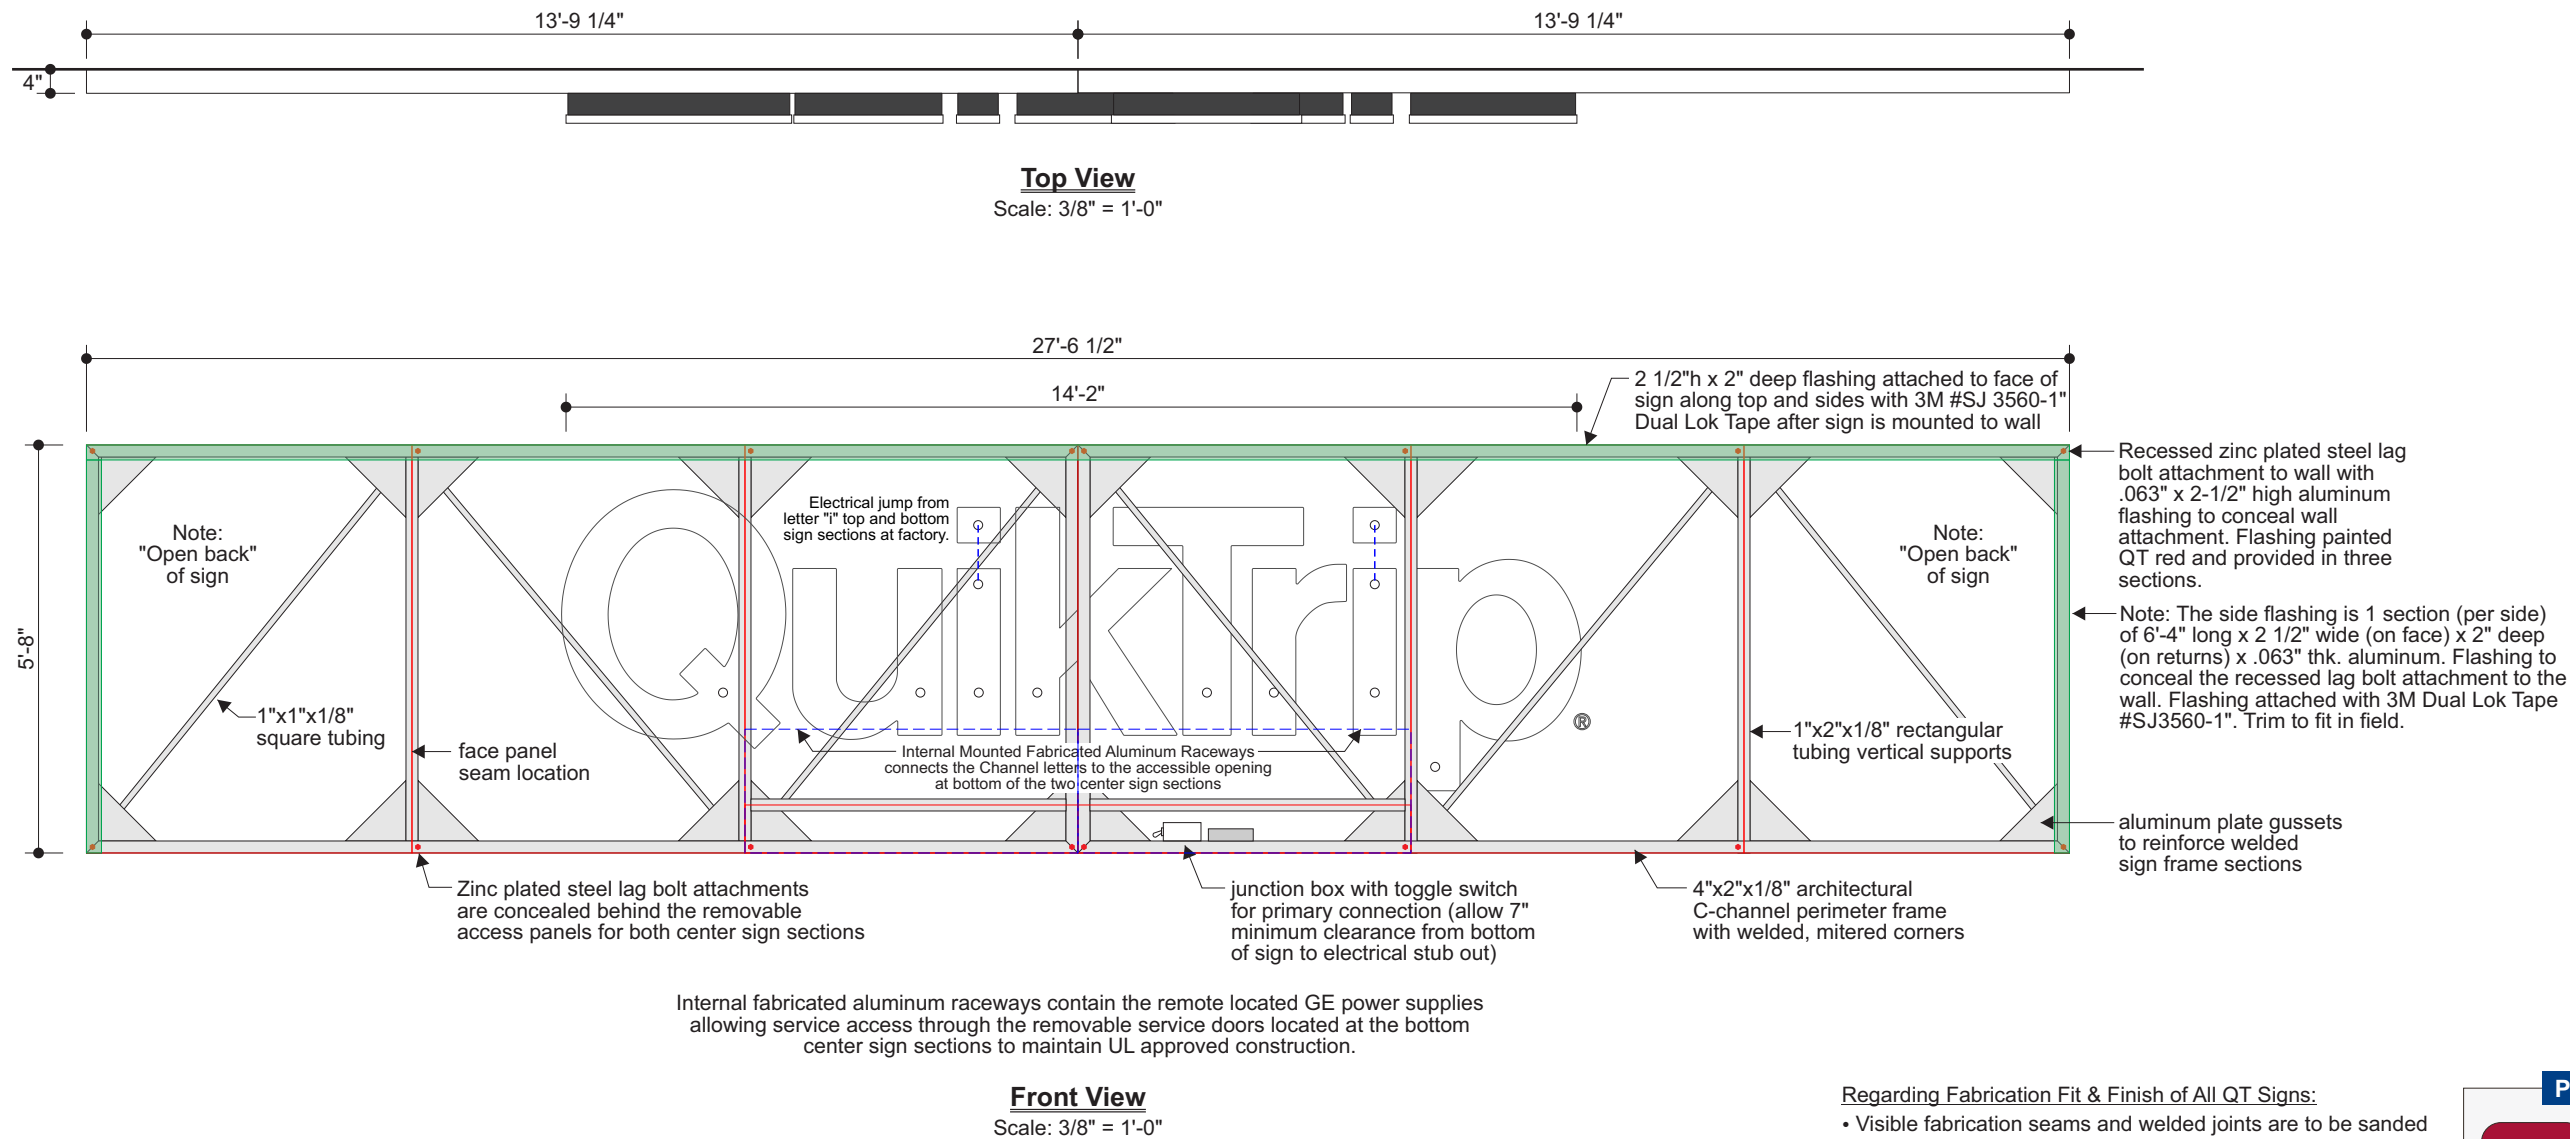 13'-9 1/4"
13'-9 1/4"
4"
Top View
Scale: 3/8" = 1'-0"
27'-6 1/2"
14'-2"
2 1/2"h x 2" deep flashing attached to face of
sign along top and sides with 3M #SJ 3560-1"
Dual Lok Tape after sign is mounted to wall
Recessed zinc plated steel lag
bolt attachment to wall with
.063" x 2-1/2" high aluminum
flashing to conceal wall
attachment. Flashing painted
QT red and provided in three
sections.
Note: The side flashing is 1 section (per side)
of 6'-4" long x 2 1/2" wide (on face) x 2" deep
(on returns) x .063" thk. aluminum. Flashing to
conceal the recessed lag bolt attachment to the
wall. Flashing attached with 3M Dual Lok Tape
#SJ3560-1". Trim to fit in field.
5'-8"
Note:
"Open back"
of sign
Electrical jump from
letter "i" top and bottom
sign sections at factory.
Note:
"Open back"
of sign
QuikTrip
®
1"x1"x1/8"
square tubing
face panel
seam location
Internal Mounted Fabricated Aluminum Raceways
connects the Channel letters to the accessible opening
at bottom of the two center sign sections
1"x2"x1/8" rectangular
tubing vertical supports
aluminum plate gussets
to reinforce welded
sign frame sections
Zinc plated steel lag bolt attachments
are concealed behind the removable
access panels for both center sign sections
junction box with toggle switch
for primary connection (allow 7"
minimum clearance from bottom
of sign to electrical stub out)
4"x2"x1/8" architectural
C-channel perimeter frame
with welded, mitered corners
Internal fabricated aluminum raceways contain the remote located GE power supplies
allowing service access through the removable service doors located at the bottom
center sign sections to maintain UL approved construction.
Front View
Scale: 3/8" = 1'-0"
Regarding Fabrication Fit & Finish of All QT Signs:
• Visible fabrication seams and welded joints are to be sanded
P